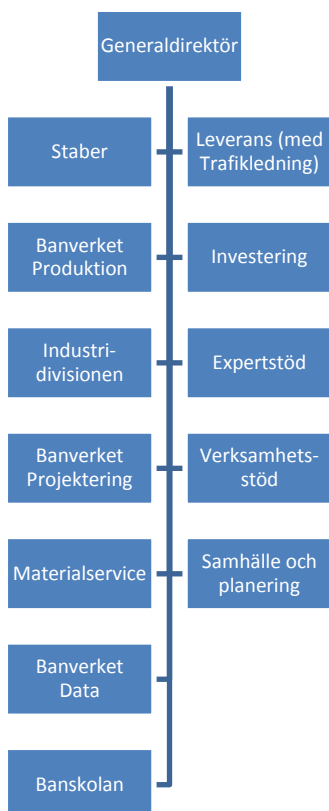 Generaldirektör
Staber
Leverans (med
Trafikledning)
Banverket
Produktion
Investering
Industri-
divisionen
Expertstöd
Banverket
Projektering
Verksamhets-
stöd
Materialservice
Samhälle och
planering
Banverket
Data
Banskolan